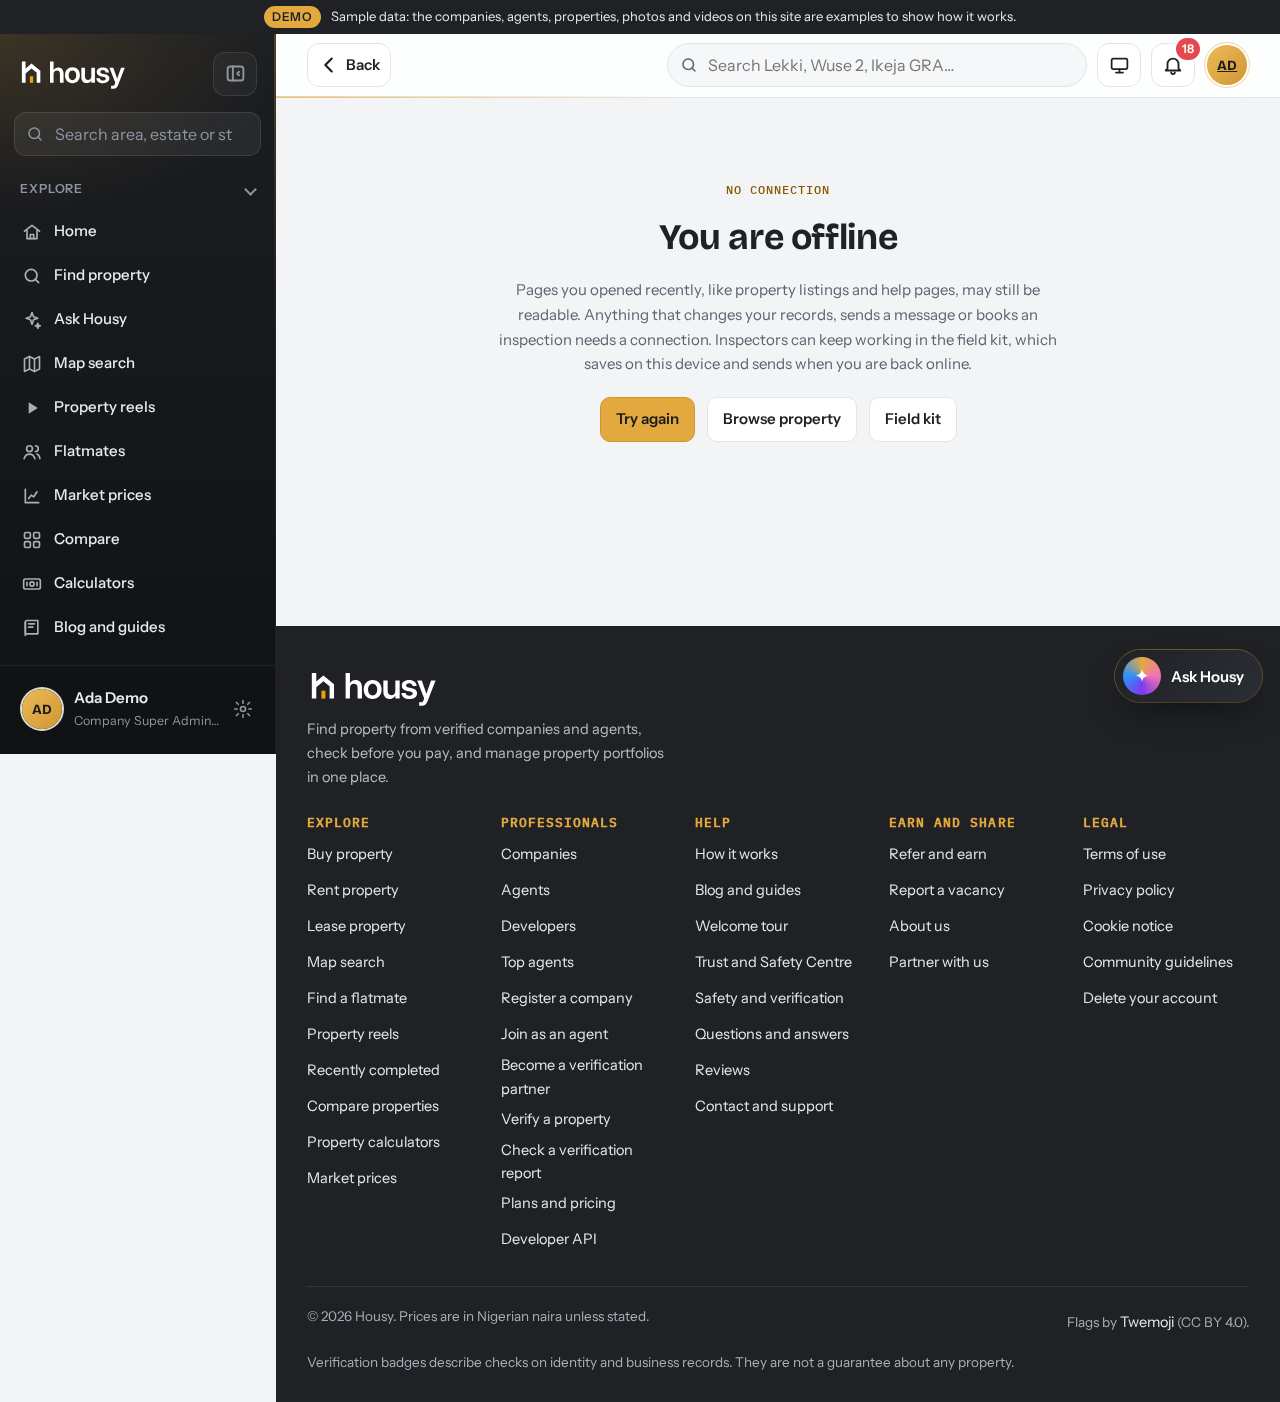 DEMO Sample data: the companies, agents, properties, photos and videos on this site are examples to show how it works.
housy
Search area, estate or st
EXPLORE
Home
Find property
Ask Housy
Map search
Property reels
Flatmates
Market prices
Compare
Calculators
Blog and guides
AD
Ada Demo
Company Super Admin...
Back
Search Lekki, Wuse 2, Ikeja GRA...
18
AD
NO CONNECTION
You are offline
Pages you opened recently, like property listings and help pages, may still be
readable. Anything that changes your records, sends a message or books an
inspection needs a connection. Inspectors can keep working in the field kit, which
saves on this device and sends when you are back online.
Try again
Browse property
Field kit
Ask Housy
housy
Find property from verified companies and agents,
check before you pay, and manage property portfolios
in one place.
EXPLORE
Buy property
Rent property
Lease property
Map search
Find a flatmate
Property reels
Recently completed
Compare properties
Property calculators
Market prices
PROFESSIONALS
Companies
Agents
Developers
Top agents
Register a company
Join as an agent
Become a verification
partner
Verify a property
Check a verification
report
Plans and pricing
Developer API
HELP
How it works
Blog and guides
Welcome tour
Trust and Safety Centre
Safety and verification
Questions and answers
Reviews
Contact and support
EARN AND SHARE
Refer and earn
Report a vacancy
About us
Partner with us
LEGAL
Terms of use
Privacy policy
Cookie notice
Community guidelines
Delete your account
© 2026 Housy. Prices are in Nigerian naira unless stated.
Flags by Twemoji (CC BY 4.0).
Verification badges describe checks on identity and business records. They are not a guarantee about any property.